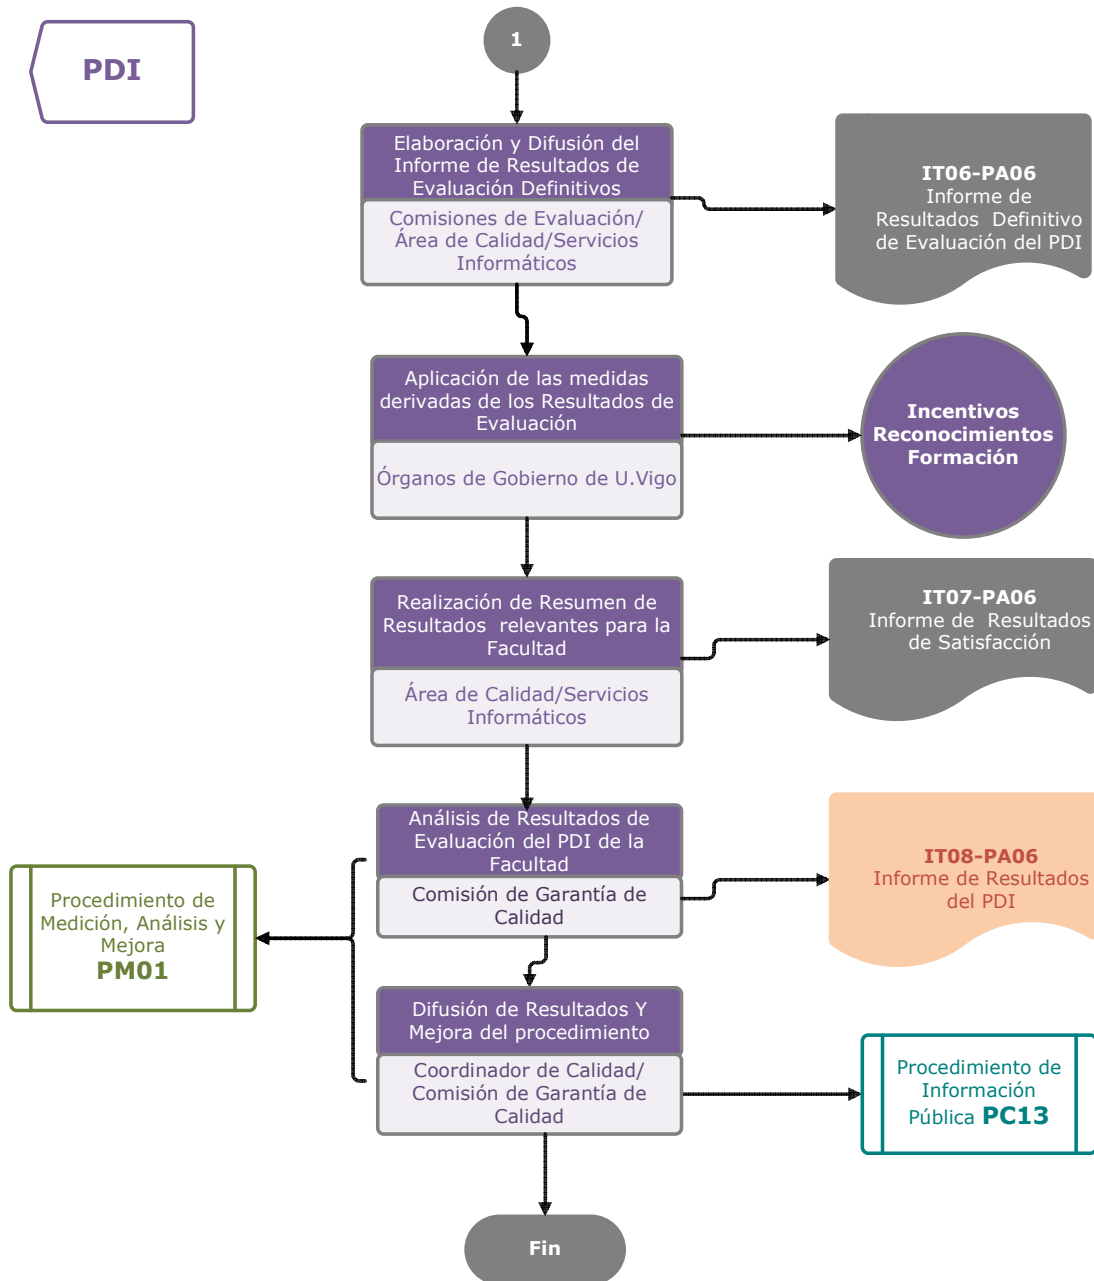 PDI
1
Elaboración y Difusión del
Informe de Resultados de
Evaluación Definitivos
Comisiones de Evaluación/
Área de Calidad/Servicios
Informáticos
IT06-PA06
Informe de
Resultados Definitivo
de Evaluación del PDI
Aplicación de las medidas
derivadas de los Resultados de
Evaluación
Órganos de Gobierno de U.Vigo
Incentivos
Reconocimientos
Formación
Realización de Resumen de
Resultados relevantes para la
Facultad
Área de Calidad/Servicios
Informáticos
IT07-PA06
Informe de Resultados
de Satisfacción
Análisis de Resultados de
Evaluación del PDI de la
Facultad
Comisión de Garantía de
Calidad
IT08-PA06
Informe de Resultados
del PDI
Procedimiento de
Medición, Análisis y
Mejora
PM01
Difusión de Resultados Y
Mejora del procedimiento
Coordinador de Calidad/
Comisión de Garantía de
Calidad
Procedimiento de
Información
Pública PC13
Fin